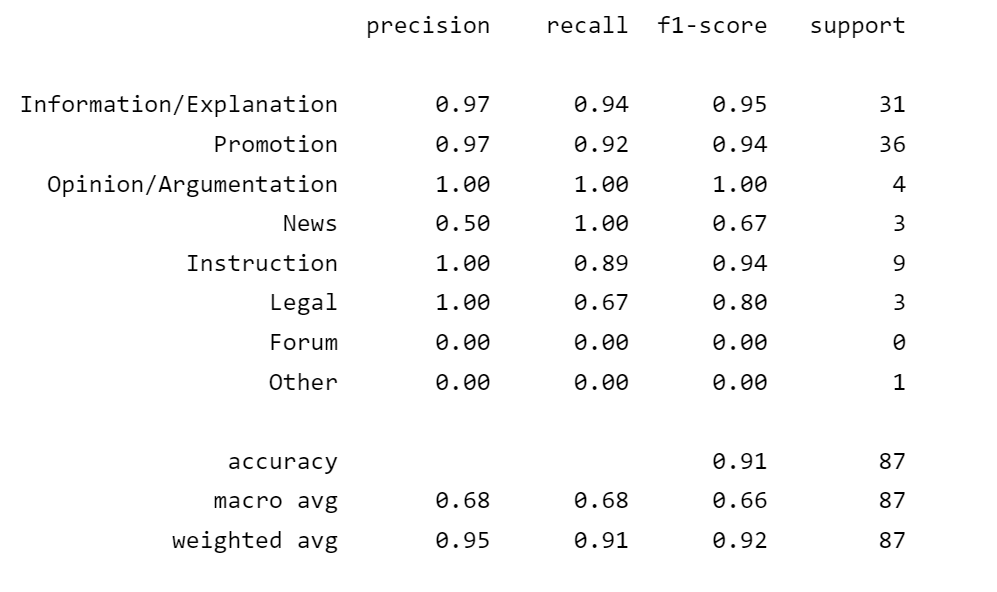 precision recall f1-score support
Information/Explanation 0.97 0.94 0.95 31
Promotion 0.97 0.92 0.94 36
Opinion/Argumentation 1.00 1.00 1.00 4
News 0.50 1.00 0.67 3
Instruction 1.00 0.89 0.94 9
Legal 1.00 0.67 0.80 3
Forum 0.00 0.00 0.00 0
Other 0.00 0.00 0.00 1
accuracy 0.91 87
macro avg 0.68 0.68 0.66 87
weighted avg 0.95 0.91 0.92 87